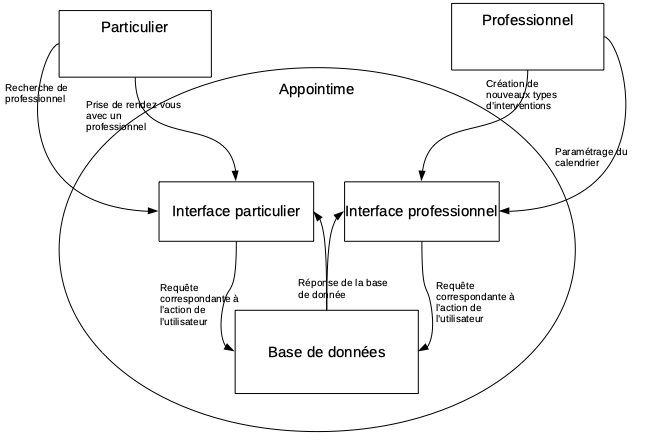 Particulier
Professionnel
Recherche de
professionnel
Prise de rendez vous
avec un
professionnel
Appointime
Création de
nouveaux types
d'interventions
Paramétrage du
calendrier
Interface particulier
Interface professionnel
Requête
correspondante à
l'action de
l'utilisateur
Réponse de la base
de donnée
Requête
correspondante à
l'action de
l'utilisateur
Base de données